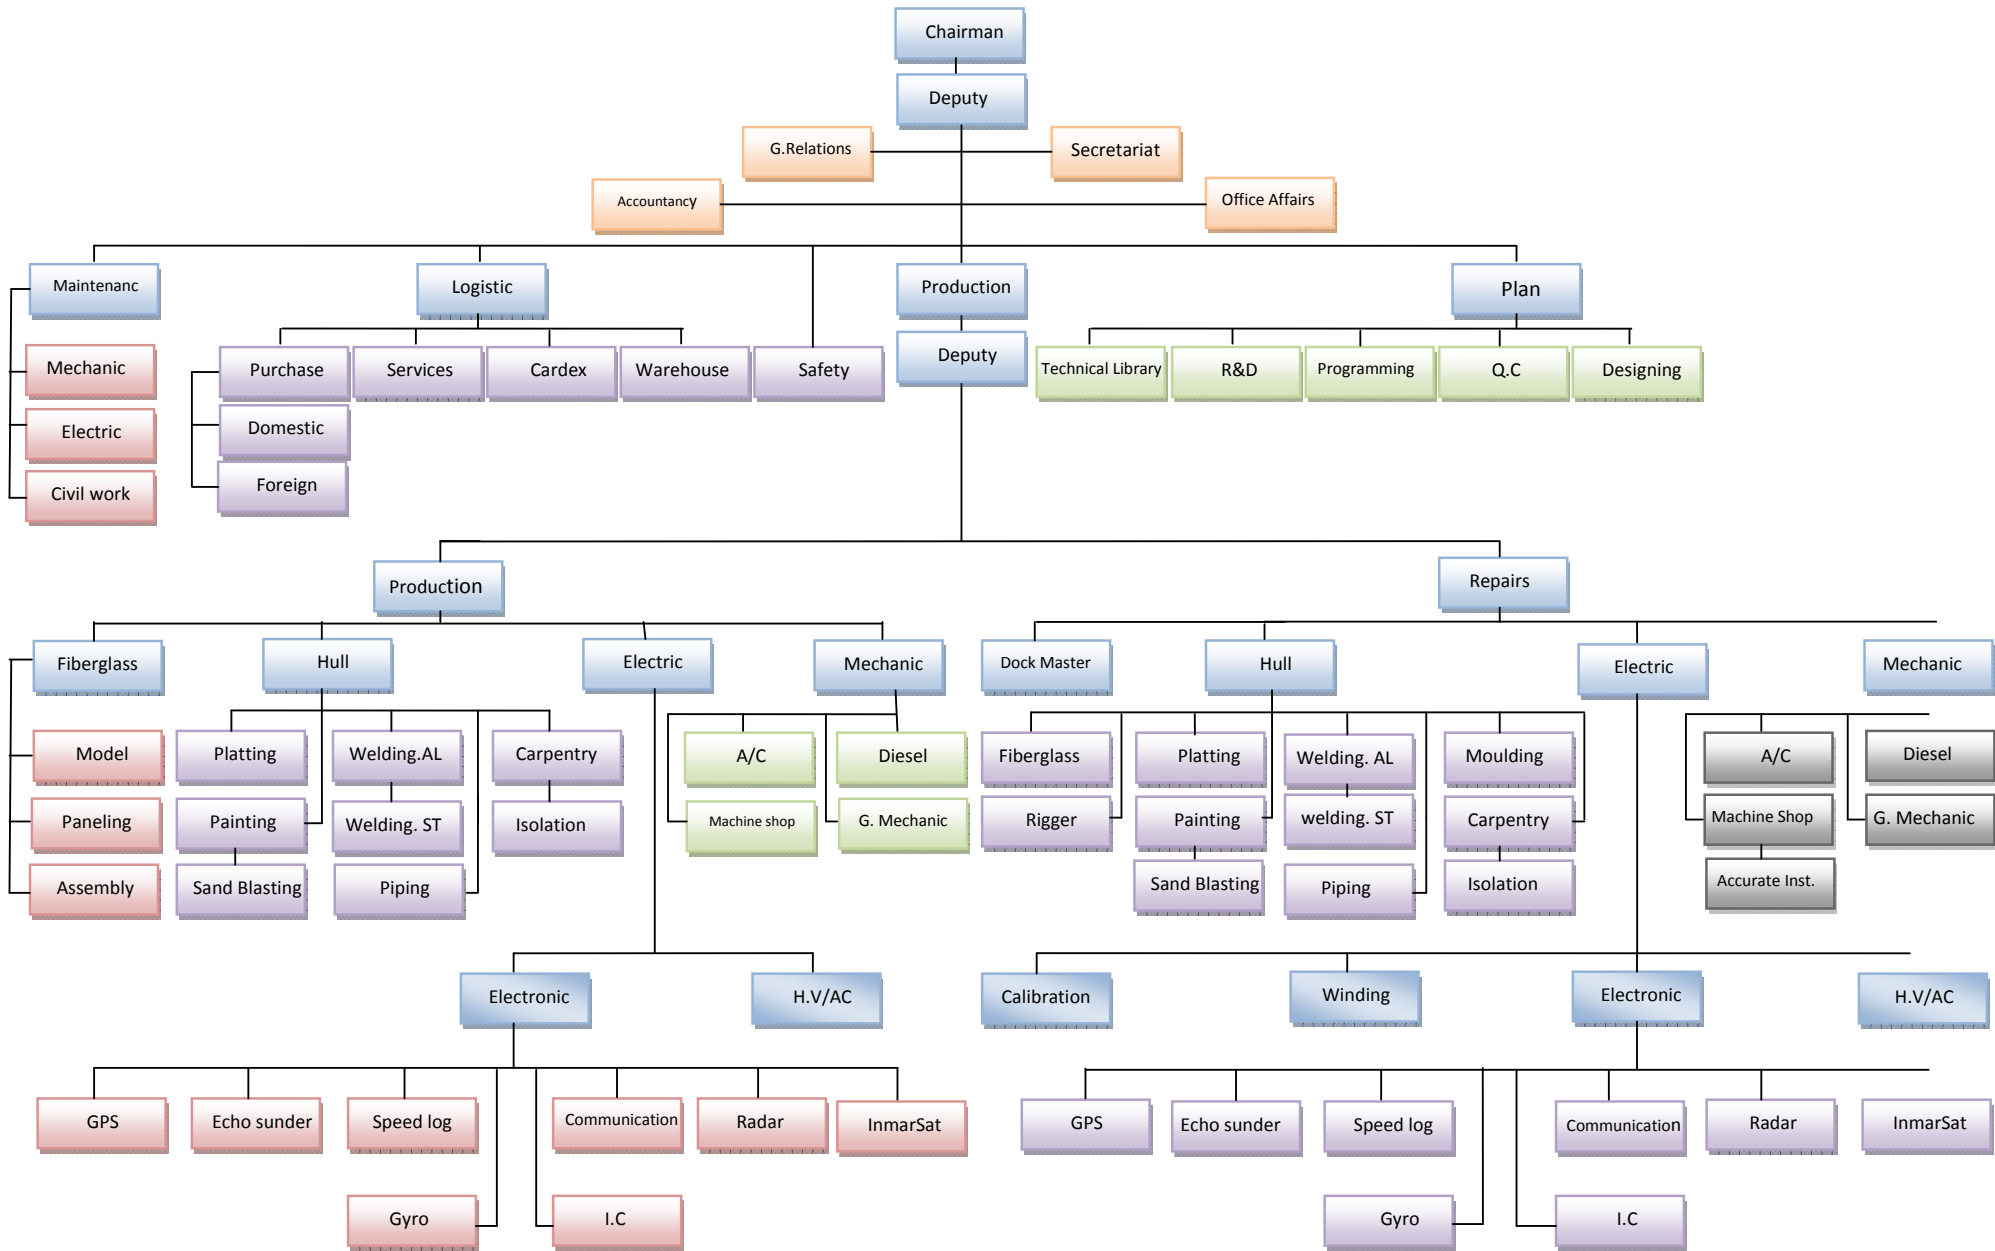 Chairman
Deputy
G.Relations
Secretariat
Accountancy
Office Affairs
Maintenanc
Logistic
Production
Plan
Mechanic
Electric
Civil work
Purchase
Services
Cardex
Warehouse
Safety
Domestic
Foreign
Deputy
Technical Library
R&D
Programming
Q.C
Designing
Production
Repairs
Fiberglass
Hull
Electric
Mechanic
Dock Master
Hull
Electric
Mechanic
Model
Paneling
Assembly
Platting
Painting
Sand Blasting
Welding.AL
Welding. ST
Piping
Carpentry
Isolation
A/C
Machine shop
Diesel
G. Mechanic
Fiberglass
Rigger
Platting
Painting
Sand Blasting
Welding. AL
welding. ST
Piping
Moulding
Carpentry
Isolation
A/C
Machine Shop
Accurate Inst.
Diesel
G. Mechanic
Electronic
H.V/AC
Calibration
Winding
Electronic
H.V/AC
GPS
Echo sunder
Speed log
Communication
Radar
InmarSat
Gyro
I.C
GPS
Echo sunder
Speed log
Communication
Radar
InmarSat
Gyro
I.C